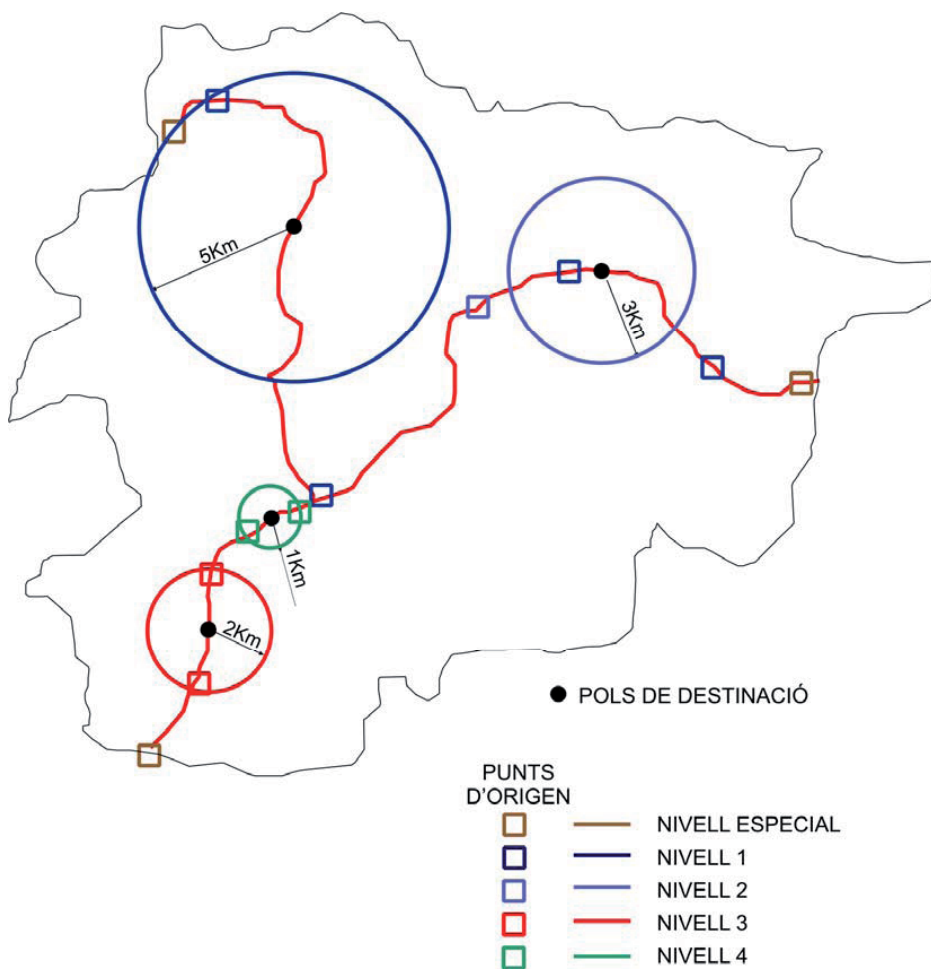 5Km
3Km
1Km
2Km
POLS DE DESTINACIÓ
PUNTS
D'ORIGEN
NIVELL ESPECIAL
NIVELL 1
NIVELL 2
NIVELL 3
NIVELL 4